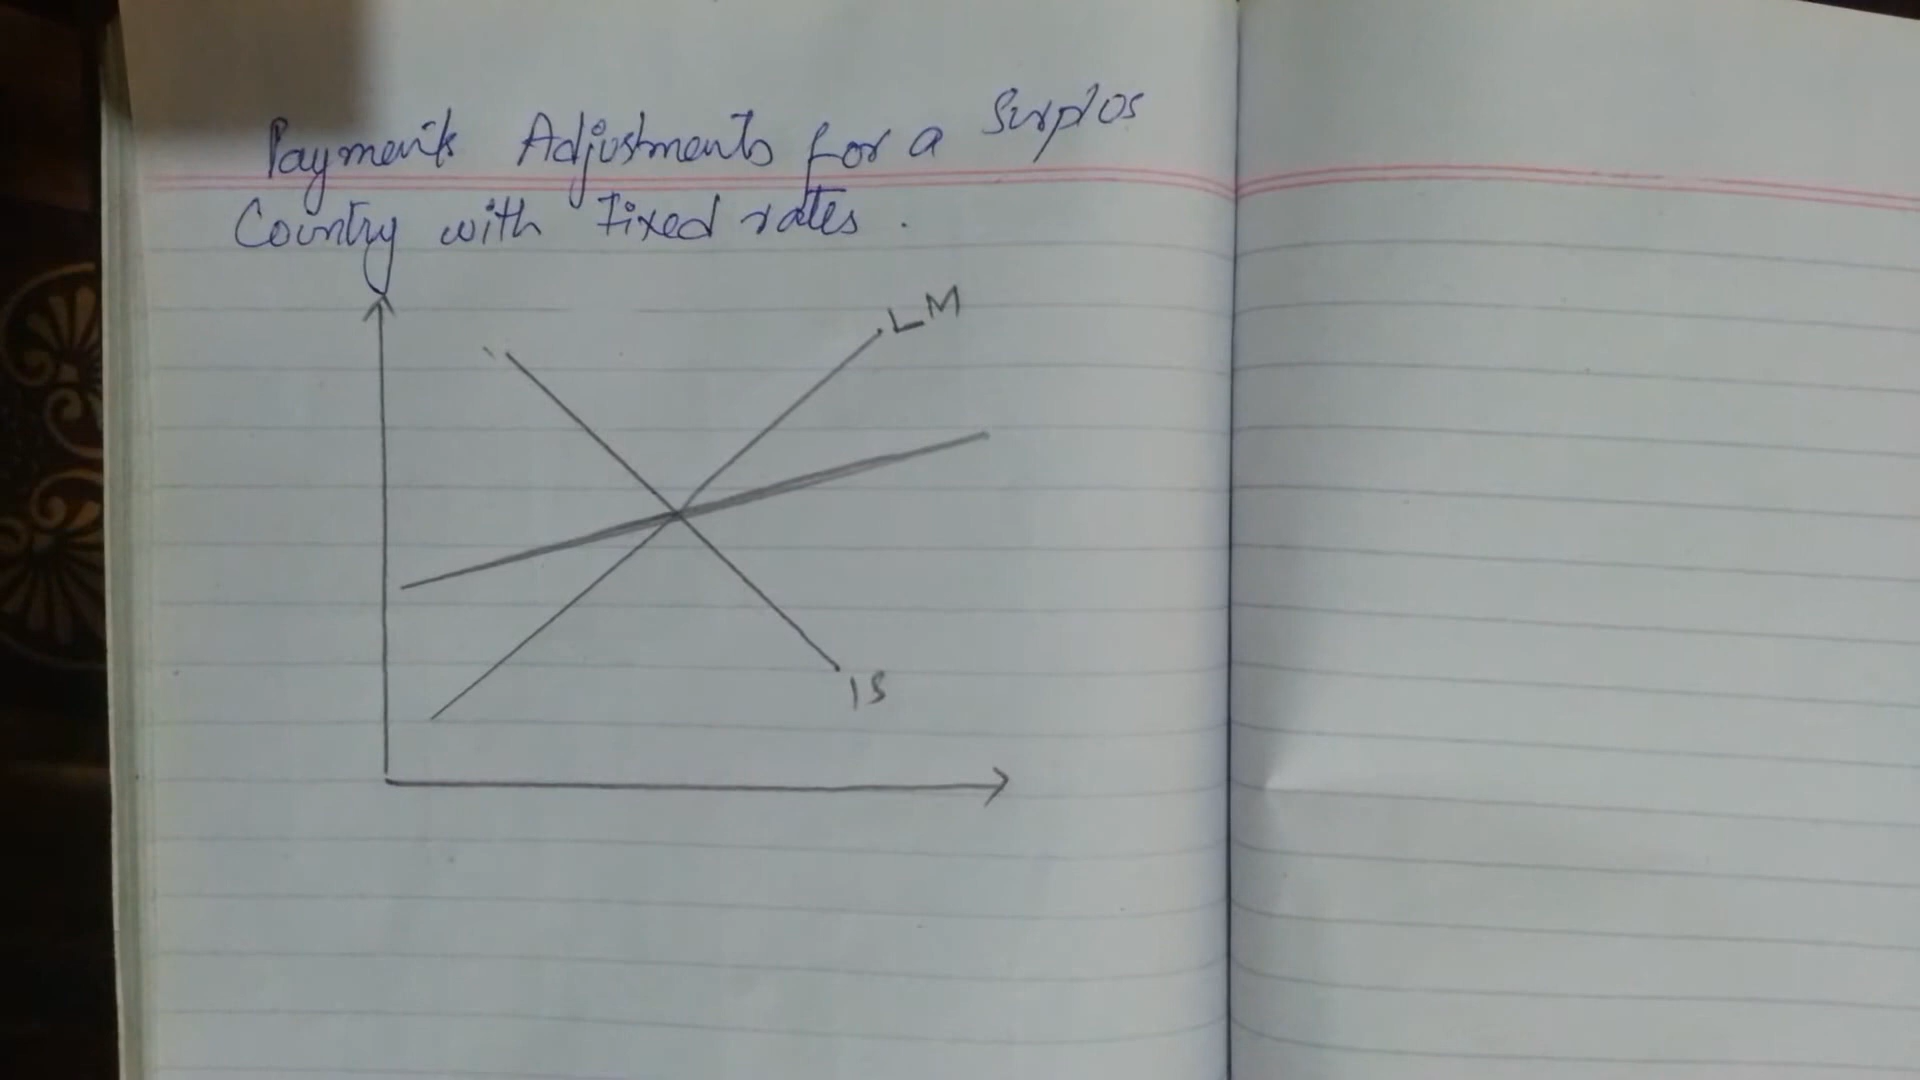 Payments Adjustments for a Surplus
Country with Fixed rates.
LM
IS